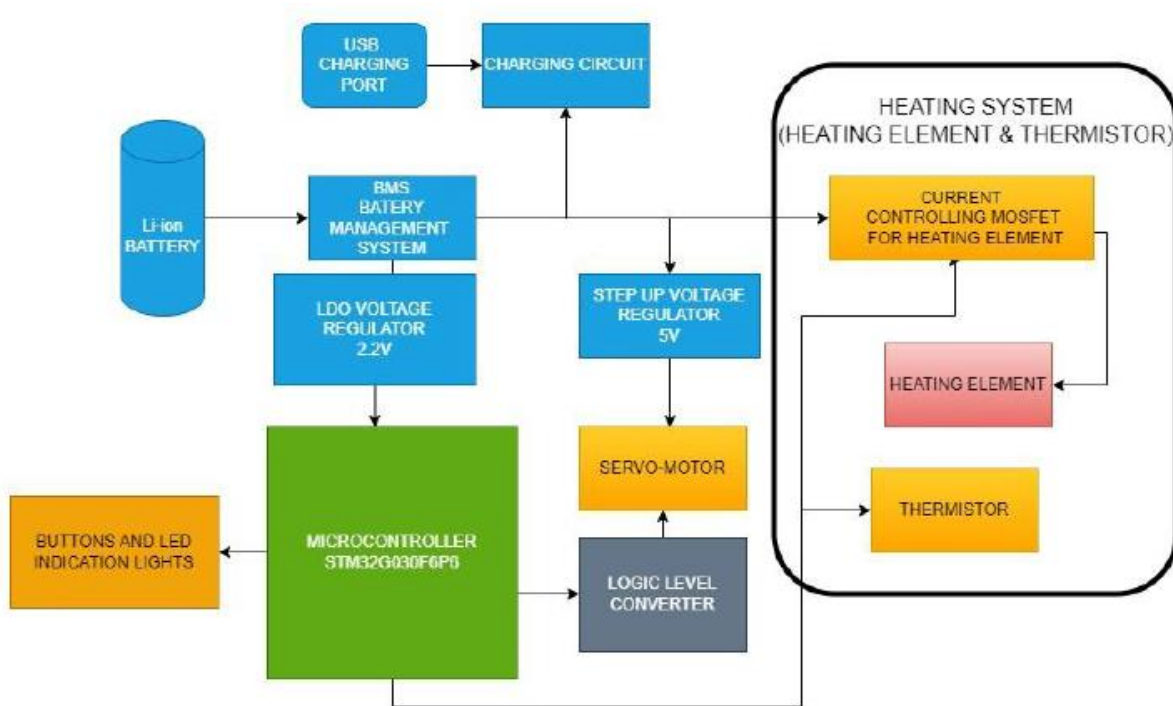 USB
CHARGING
PORT
CHARGING CIRCUIT
HEATING SYSTEM
(HEATING ELEMENT & THERMISTOR)
Li-ion
BATTERY
BMS
BATERY
MANAGEMENT
SYSTEM
CURRENT
CONTROLLING MOSFET
FOR HEATING ELEMENT
LDO VOLTAGE
REGULATOR
2.2V
STEP UP VOLTAGE
REGULATOR
5V
HEATING ELEMENT
SERVO-MOTOR
THERMISTOR
BUTTONS AND LED
INDICATION LIGHTS
MICROCONTROLLER
STM32G030F6P6
LOGIC LEVEL
CONVERTER